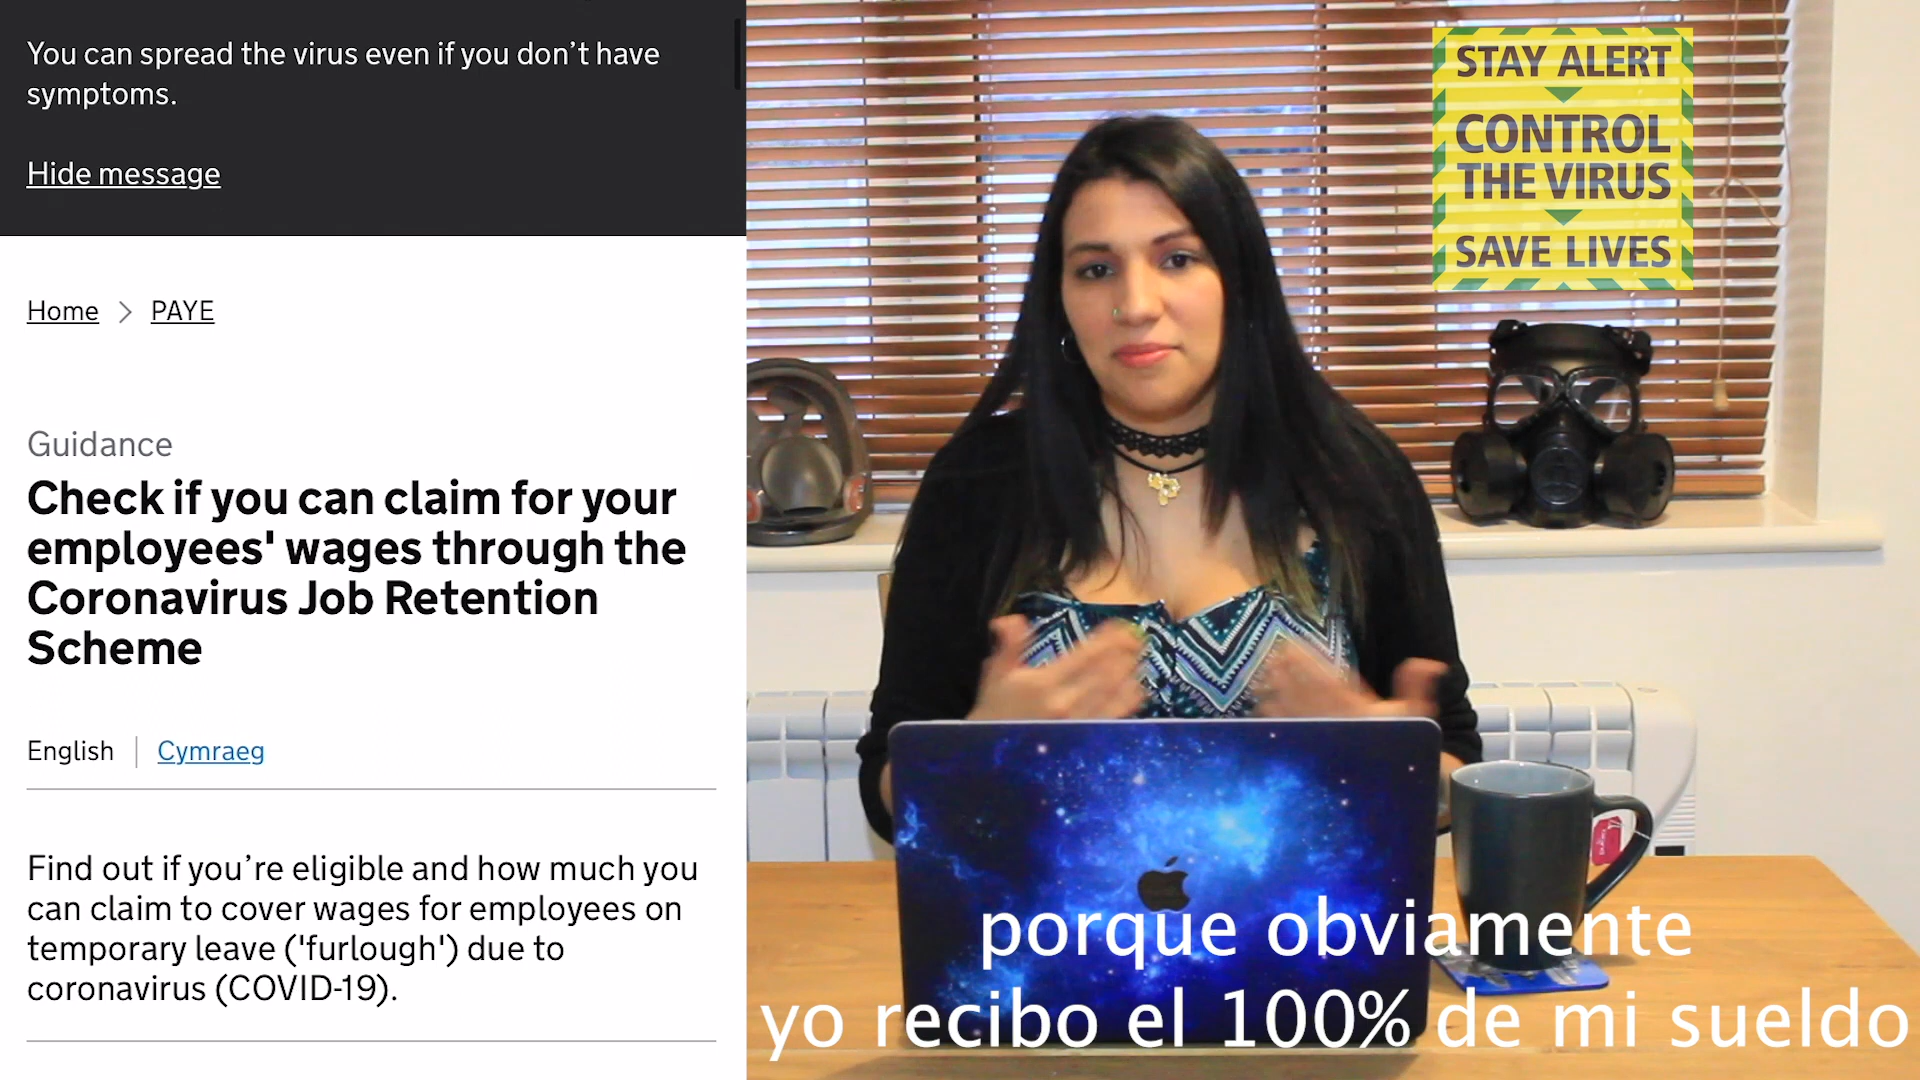 You can spread the virus even if you don’t have
symptoms.
Hide message
Home > PAYE
Guidance
Check if you can claim for your
employees' wages through the
Coronavirus Job Retention
Scheme
English | Cymraeg
Find out if you’re eligible and how much you
can claim to cover wages for employees on
temporary leave ('furlough') due to
coronavirus (COVID-19).
STAY ALERT
CONTROL
THE VIRUS
SAVE LIVES
porque obviamente
yo recibo el 100% de mi sueldo